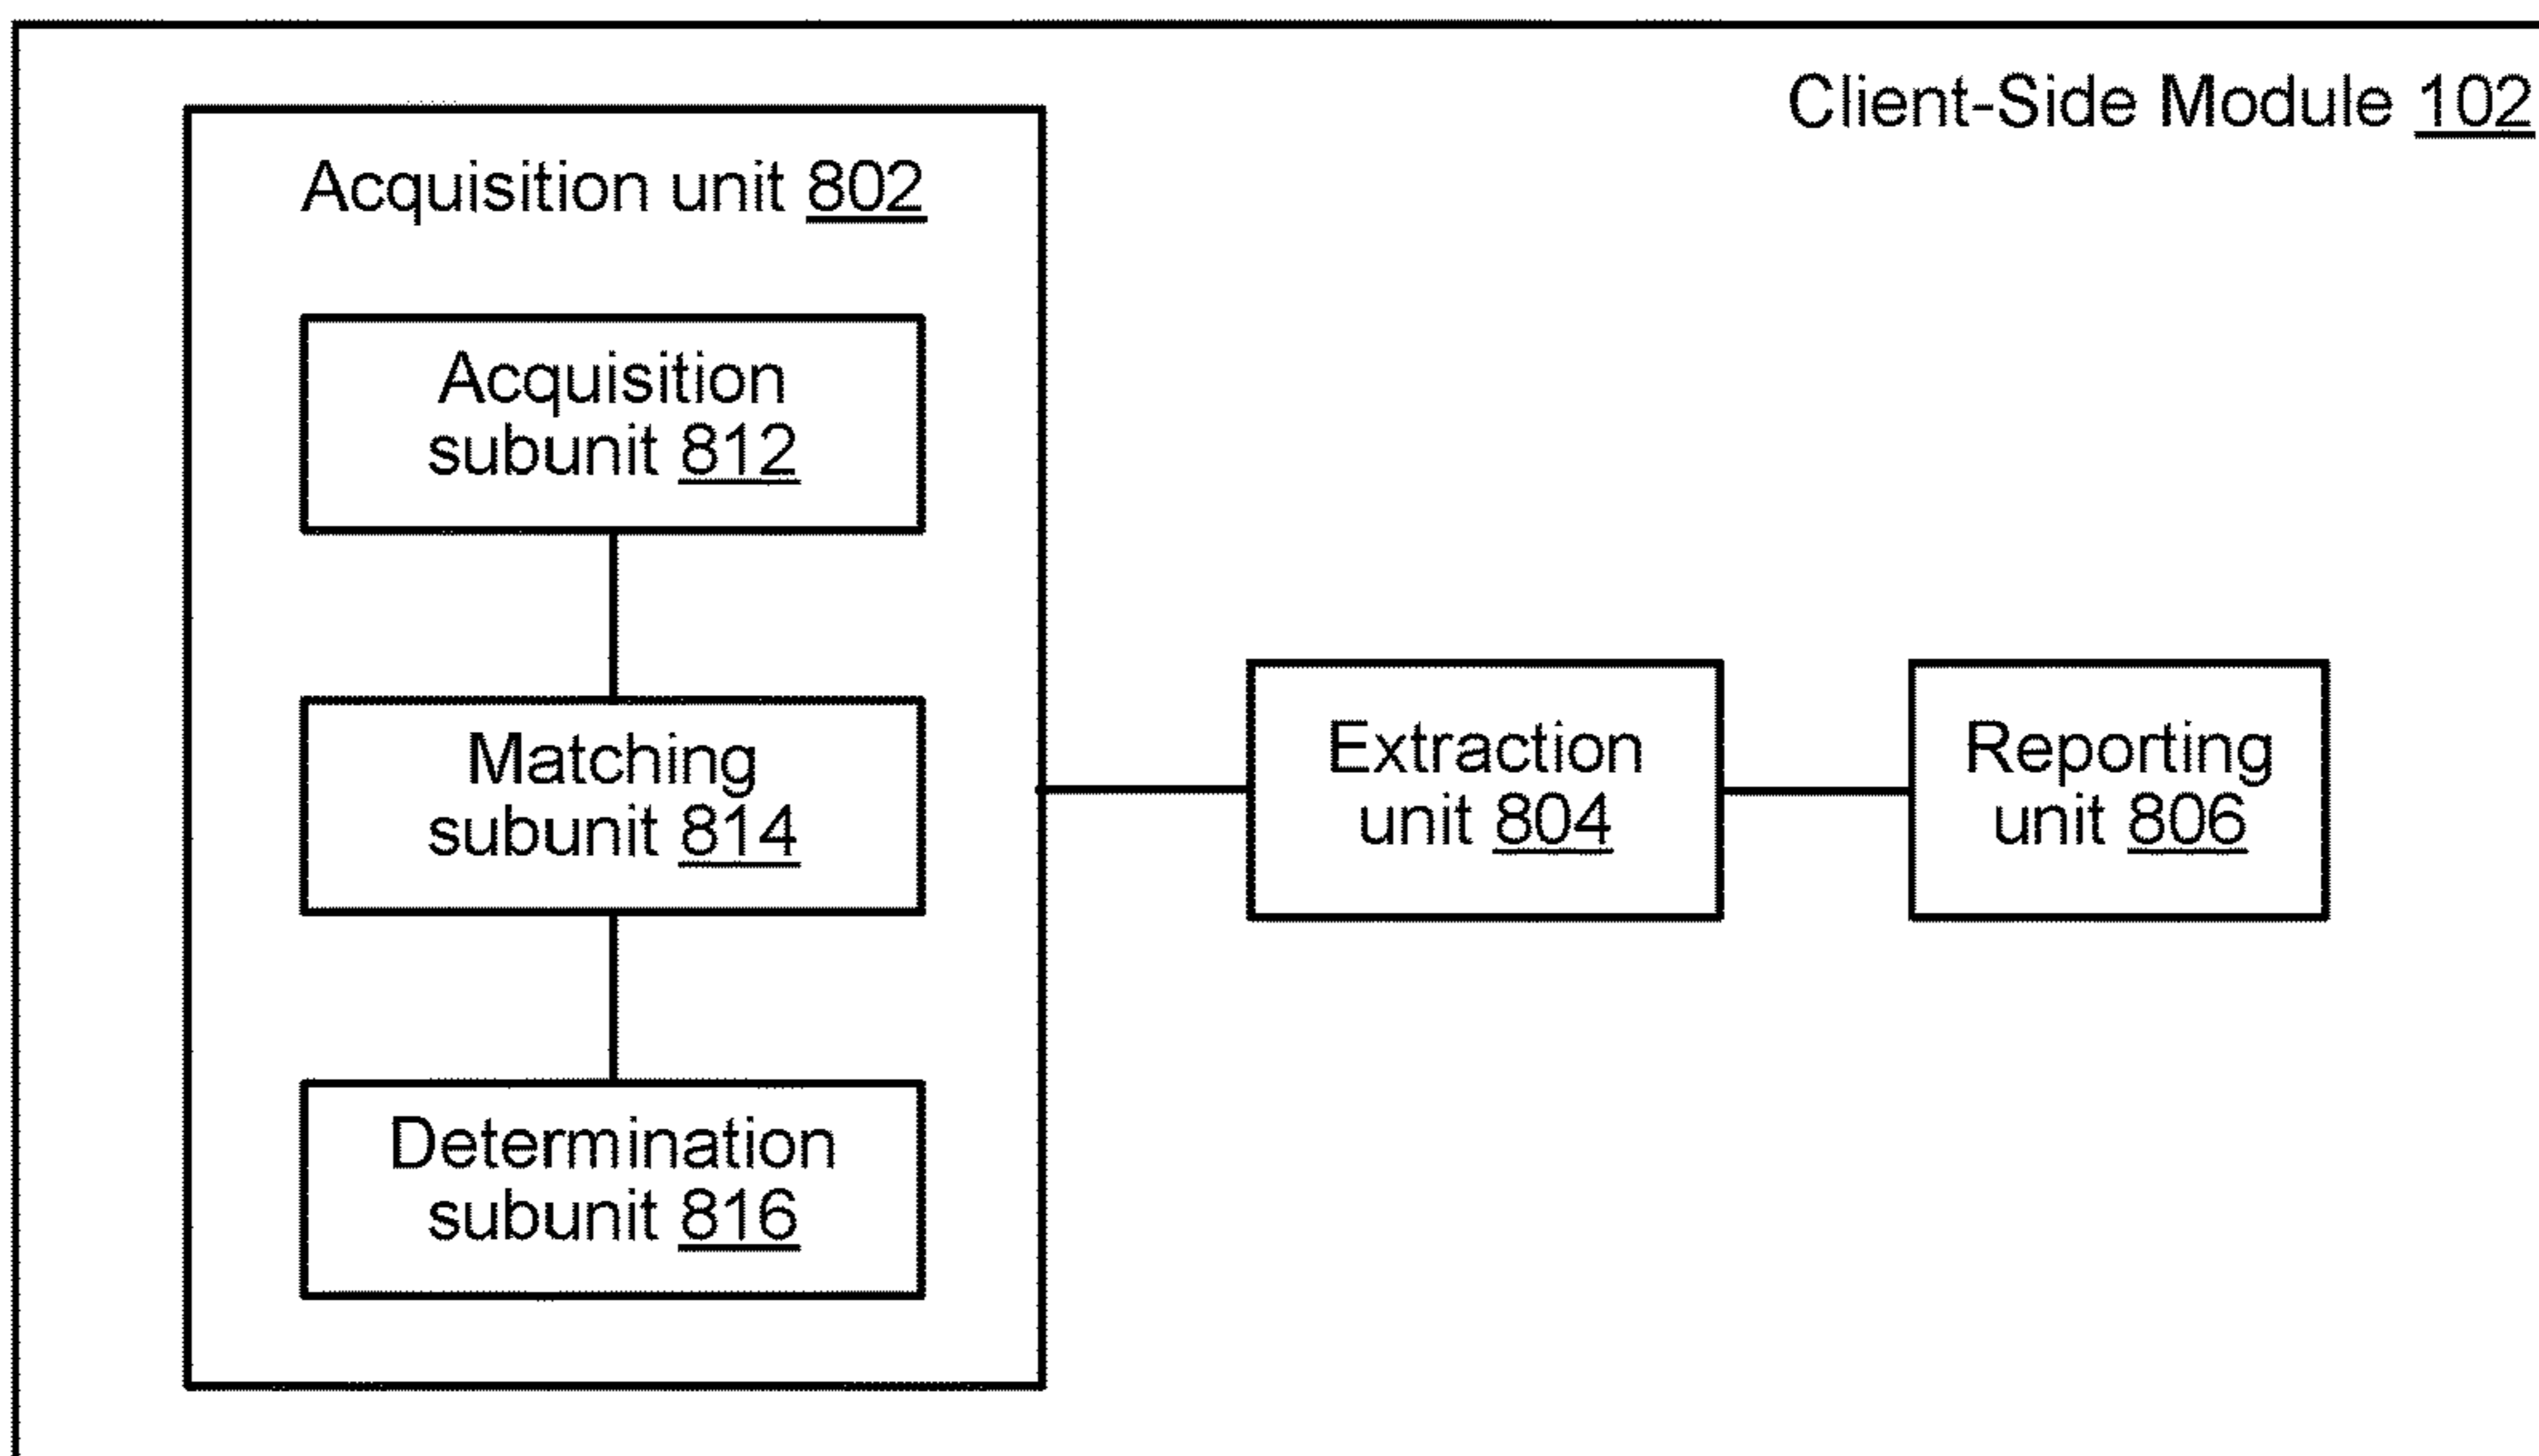 Client-Side Module 102
Acquisition unit 802
Acquisition
subunit 812
Matching
subunit 814
Determination
subunit 816
Extraction
unit 804
Reporting
unit 806